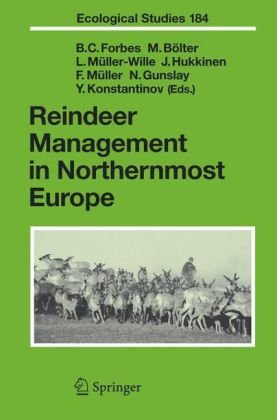 Ecological Studies 184
B.C. Forbes M. Bölter
L. Müller-Wille J. Hukkinen
F. Müller N. Gunslay
Y. Konstantinov (Eds.)
Reindeer
Management
in Northernmost
Europe
Springer